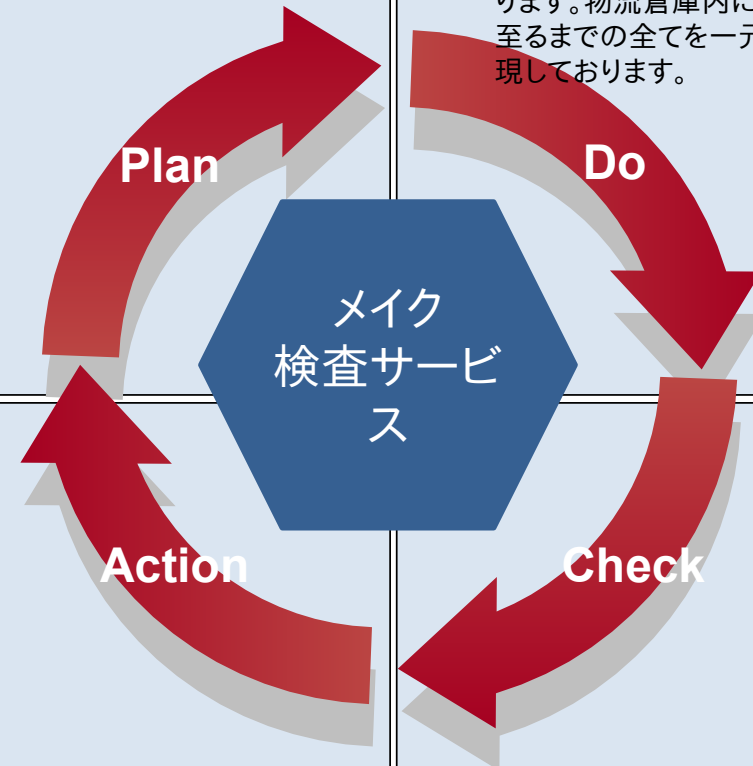 ります。物流倉庫内に
至るまでの全てを一元
現しております。
Plan
Do
メイク
検査サービ
ス
Action
Check